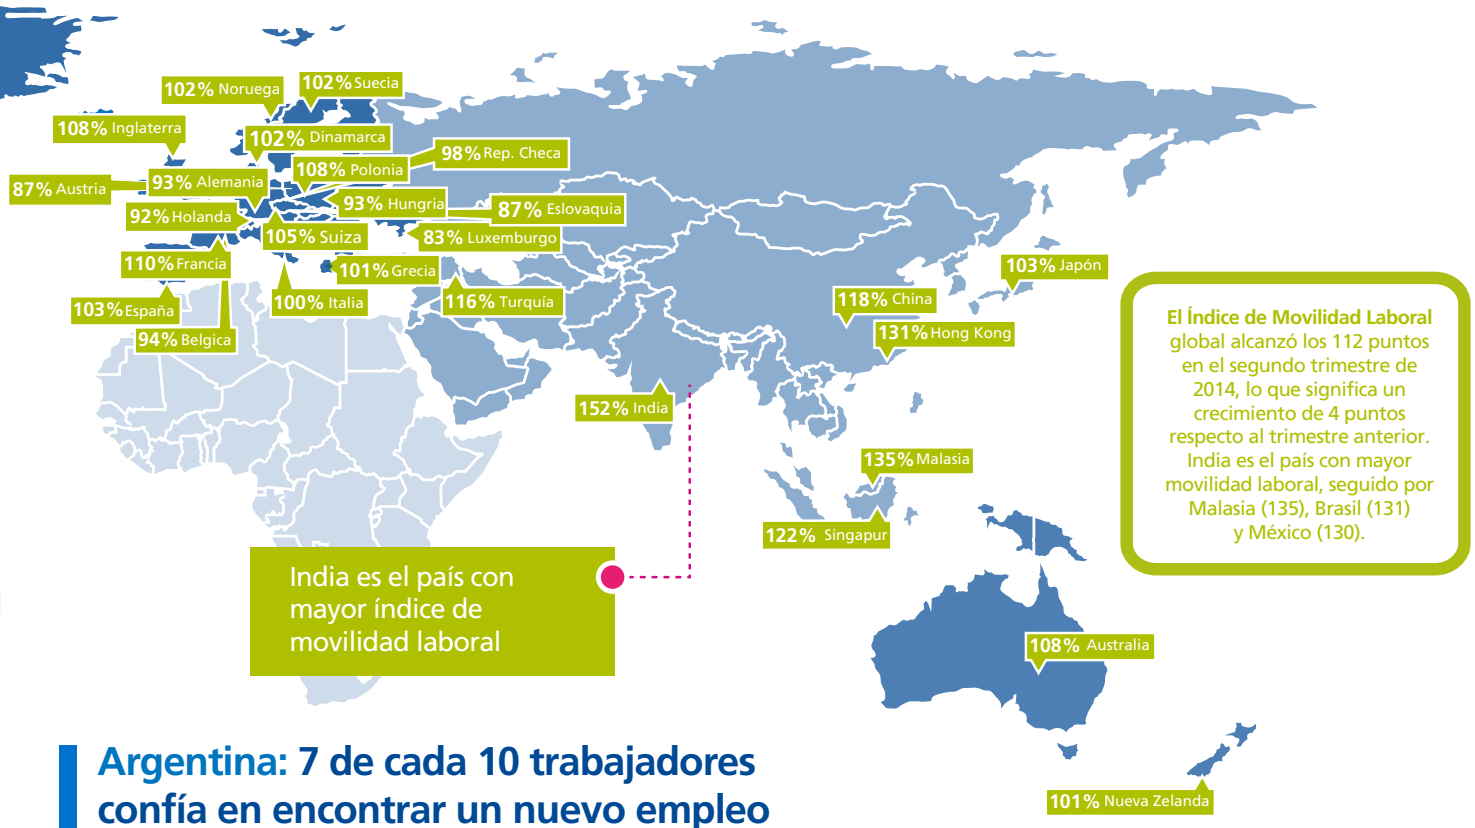 102% Noruega
102% Suecia
108% Inglaterra
102% Dinamarca
98% Rep. Checa
108% Polonia
87% Austria
93% Alemania
93% Hungria
87% Eslovaquia
92% Holanda
105% Suiza
83% Luxemburgo
110% Francia
101% Grecia
103% España
100% Italia
116% Turquía
94% Belgica
103% Japón
118% China
131% Hong Kong
152% India
135% Malasia
122% Singapur
El Índice de Movilidad Laboral
global alcanzó los 112 puntos
en el segundo trimestre de
2014, lo que significa un
crecimiento de 4 puntos
respecto al trimestre anterior.
India es el país con mayor
movilidad laboral, seguido por
Malasia (135), Brasil (131)
y México (130).
India es el país con
mayor índice de
movilidad laboral
108% Australia
101% Nueva Zelanda
Argentina: 7 de cada 10 trabajadores
confía en encontrar un nuevo empleo